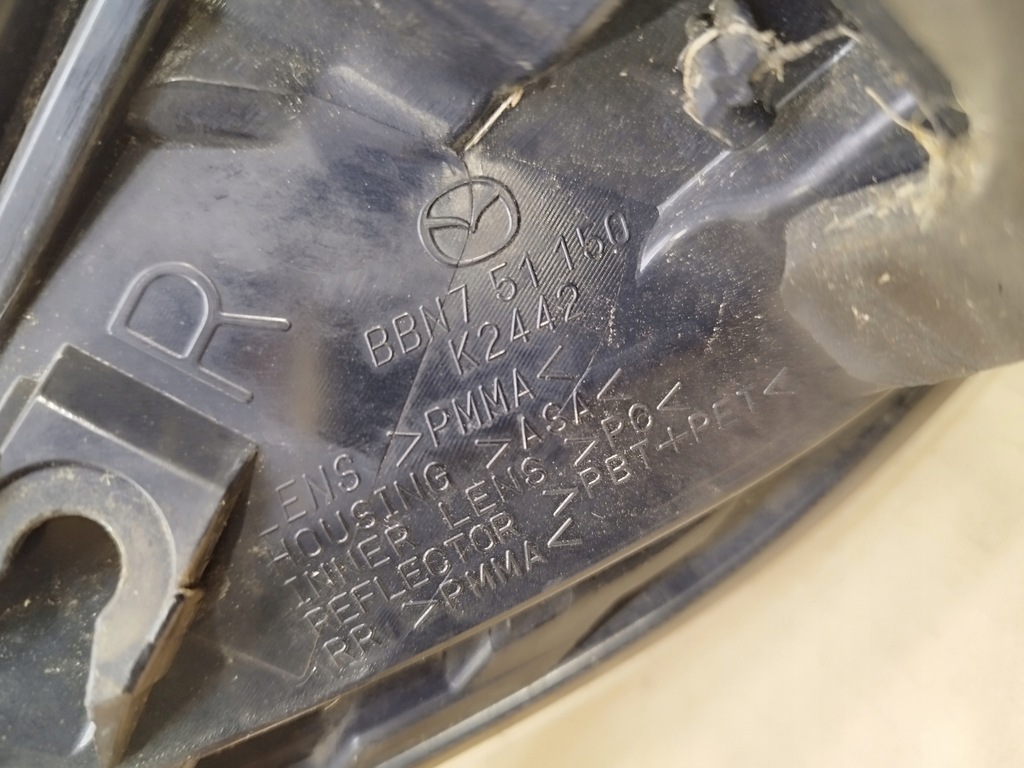 R
BBN7 51 150
K2442
LENS >PMMA<
HOUSING >ASA<
INNER LENS >PC<
REFLECTOR >PBT+PET<
RR >PMMA<